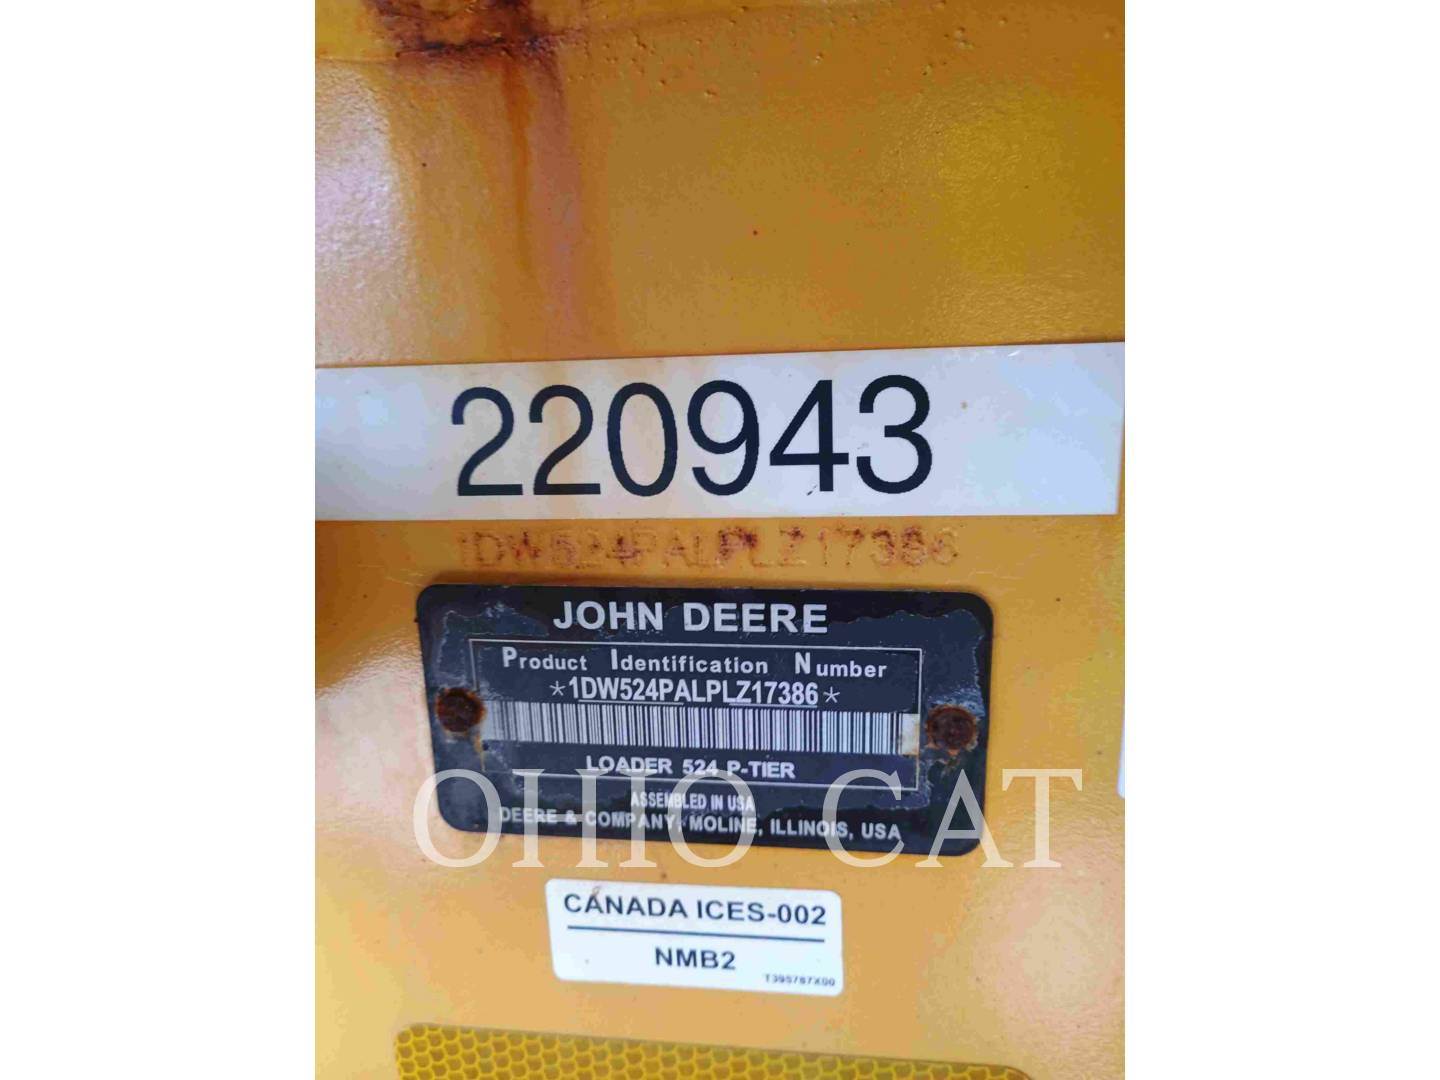 220943
1DW524PALPLZ17386
JOHN DEERE
Product Identification Number
*1DW524PALPLZ17386*
LOADER 524 P-TIER
ASSEMBLED IN USA
DEERE & COMPANY, MOLINE, ILLINOIS, USA
OHIO CAT
CANADA ICES-002
NMB2
T395787X00